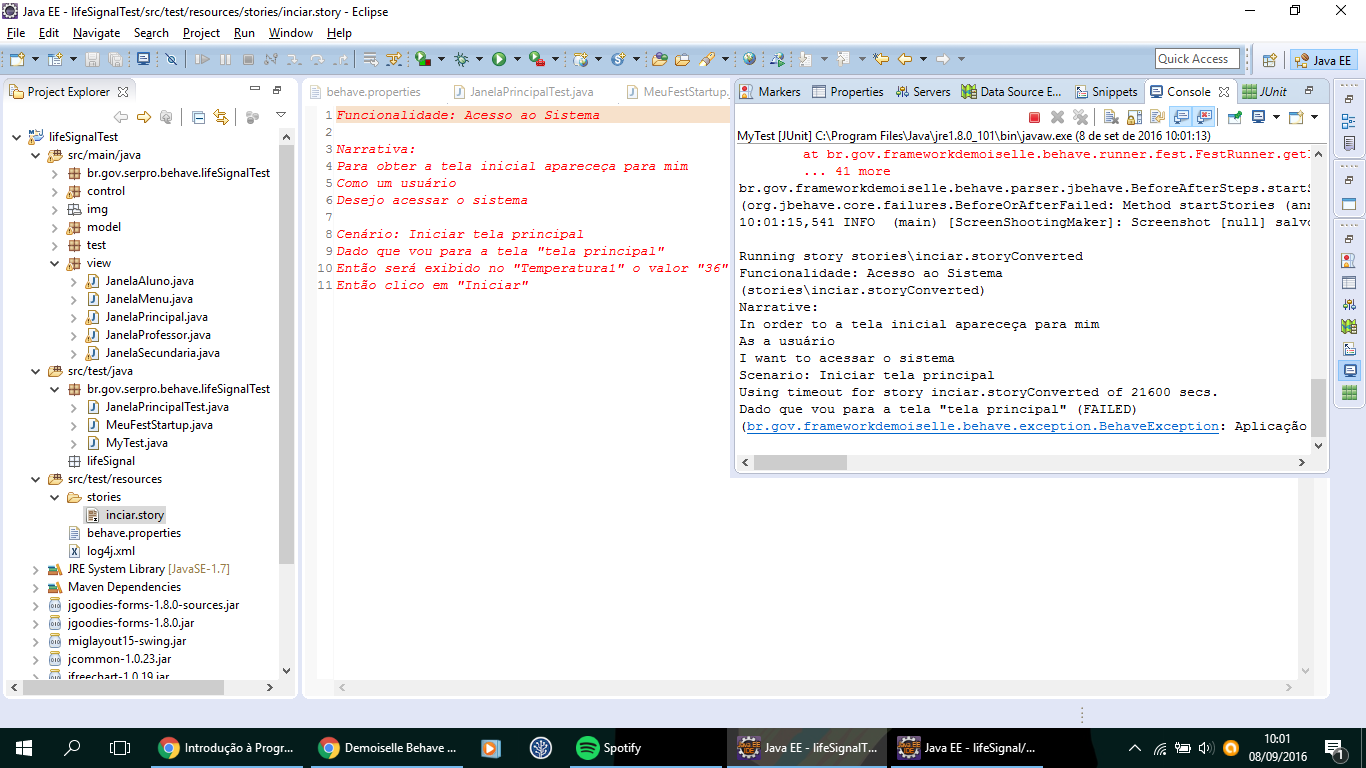 Java EE - lifeSignalTest/src/test/resources/stories/inciar.story - Eclipse
File Edit Navigate Search Project Run Window Help
Quick Access
Java EE
Project Explorer
lifeSignalTest
src/main/java
br.gov.serpro.behave.lifeSignalTest
control
img
model
test
view
JanelaAluno.java
JanelaMenu.java
JanelaPrincipal.java
JanelaProfessor.java
JanelaSecundaria.java
src/test/java
br.gov.serpro.behave.lifeSignalTest
JanelaPrincipalTest.java
MeuFestStartup.java
MyTest.java
lifeSignal
src/test/resources
stories
inciar.story
behave.properties
log4j.xml
JRE System Library [JavaSE-1.7]
Maven Dependencies
jgoodies-forms-1.8.0-sources.jar
jgoodies-forms-1.8.0.jar
miglayout15-swing.jar
jcommon-1.0.23.jar
jfreechart-1.0.19.jar
behave.properties JanelaPrincipalTest.java MeuFestStartup.
1 Funcionalidade: Acesso ao Sistema
2
3 Narrativa:
4 Para obter a tela inicial apareceça para mim
5 Como um usuário
6 Desejo acessar o sistema
7
8 Cenário: Iniciar tela principal
9 Dado que vou para a tela "tela principal"
10 Então será exibido no "Temperatura1" o valor "36"
11 Então clico em "Iniciar"
Markers Properties Servers Data Source E... Snippets Console JUnit
MyTest [JUnit] C:\Program Files\Java\jre1.8.0_101\bin\javaw.exe (8 de set de 2016 10:01:13)
at br.gov.frameworkdemoiselle.behave.runner.fest.FestRunner.get
... 41 more
br.gov.frameworkdemoiselle.behave.parser.jbehave.BeforeAfterSteps.start
(org.jbehave.core.failures.BeforeOrAfterFailed: Method startStories (an
10:01:15,541 INFO (main) [ScreenShootingMaker]: Screenshot [null] salvo
Running story stories\inciar.storyConverted
Funcionalidade: Acesso ao Sistema
(stories\inciar.storyConverted)
Narrative:
In order to a tela inicial apareceça para mim
As a usuário
I want to acessar o sistema
Scenario: Iniciar tela principal
Using timeout for story inciar.storyConverted of 21600 secs.
Dado que vou para a tela "tela principal" (FAILED)
(br.gov.frameworkdemoiselle.behave.exception.BehaveException: Aplicação
Introdução à Progr...
Demoiselle Behave ...
Spotify
Java EE - lifeSignalT...
Java EE - lifeSignal/...
10:01
08/09/2016
1